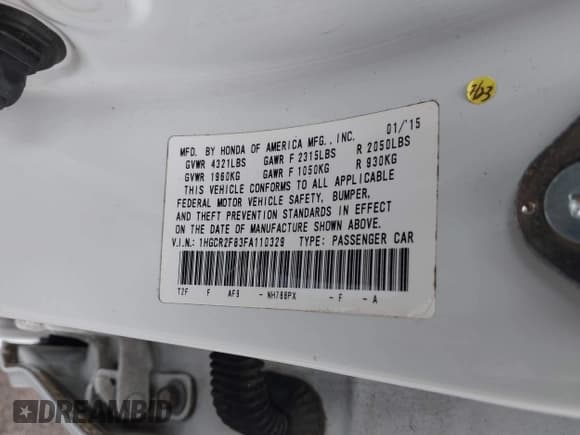 763
MFD. BY HONDA OF AMERICA MFG., INC. 01/'15
GVWR 4321LBS GAWR F 2315LBS R 2050LBS
GVWR 1960KG GAWR F 1050KG R 930KG
THIS VEHICLE CONFORMS TO ALL APPLICABLE
FEDERAL MOTOR VEHICLE SAFETY, BUMPER,
AND THEFT PREVENTION STANDARDS IN EFFECT
ON THE DATE OF MANUFACTURE SHOWN ABOVE.
V.I.N.: 1HGCR2F83FA110329 TYPE: PASSENGER CAR
T2F F AF9 - NH788PX - F - A
DREAMBID